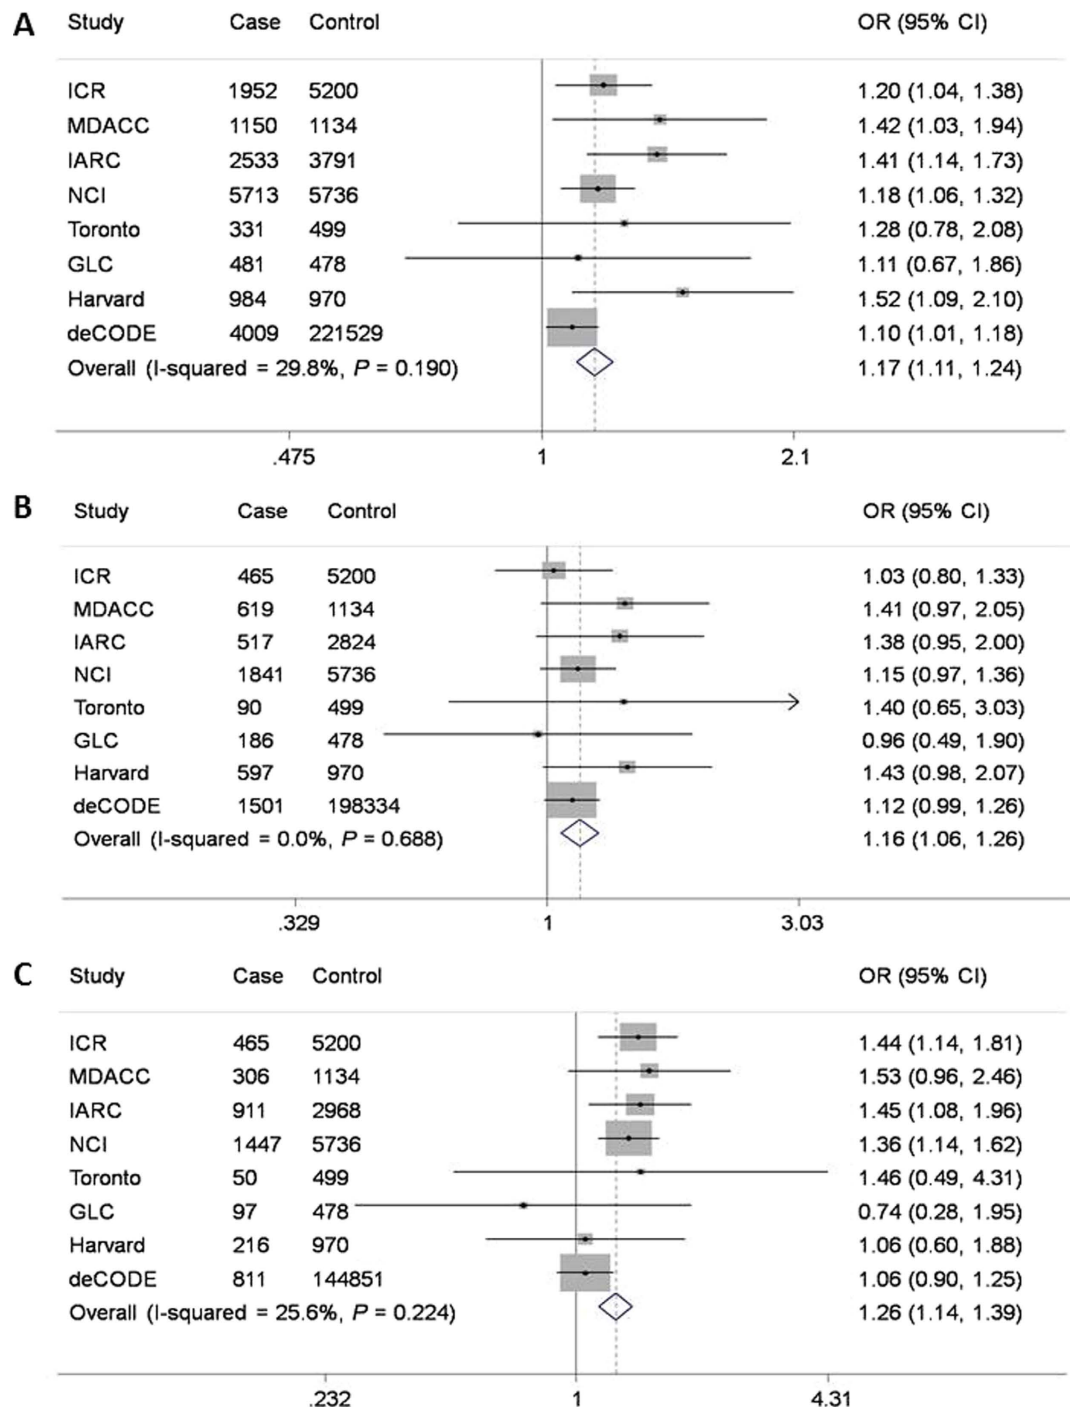 A Study Case Control OR (95% CI)
ICR 1952 5200 1.20 (1.04, 1.38)
MDACC 1150 1134 1.42 (1.03, 1.94)
IARC 2533 3791 1.41 (1.14, 1.73)
NCI 5713 5736 1.18 (1.06, 1.32)
Toronto 331 499 1.28 (0.78, 2.08)
GLC 481 478 1.11 (0.67, 1.86)
Harvard 984 970 1.52 (1.09, 2.10)
deCODE 4009 221529 1.10 (1.01, 1.18)
Overall (I-squared = 29.8%, P = 0.190) 1.17 (1.11, 1.24)
.475 1 2.1
B Study Case Control OR (95% CI)
ICR 465 5200 1.03 (0.80, 1.33)
MDACC 619 1134 1.41 (0.97, 2.05)
IARC 517 2824 1.38 (0.95, 2.00)
NCI 1841 5736 1.15 (0.97, 1.36)
Toronto 90 499 1.40 (0.65, 3.03)
GLC 186 478 0.96 (0.49, 1.90)
Harvard 597 970 1.43 (0.98, 2.07)
deCODE 1501 198334 1.12 (0.99, 1.26)
Overall (I-squared = 0.0%, P = 0.688) 1.16 (1.06, 1.26)
.329 1 3.03
C Study Case Control OR (95% CI)
ICR 465 5200 1.44 (1.14, 1.81)
MDACC 306 1134 1.53 (0.96, 2.46)
IARC 911 2968 1.45 (1.08, 1.96)
NCI 1447 5736 1.36 (1.14, 1.62)
Toronto 50 499 1.46 (0.49, 4.31)
GLC 97 478 0.74 (0.28, 1.95)
Harvard 216 970 1.06 (0.60, 1.88)
deCODE 811 144851 1.06 (0.90, 1.25)
Overall (I-squared = 25.6%, P = 0.224) 1.26 (1.14, 1.39)
.232 1 4.31